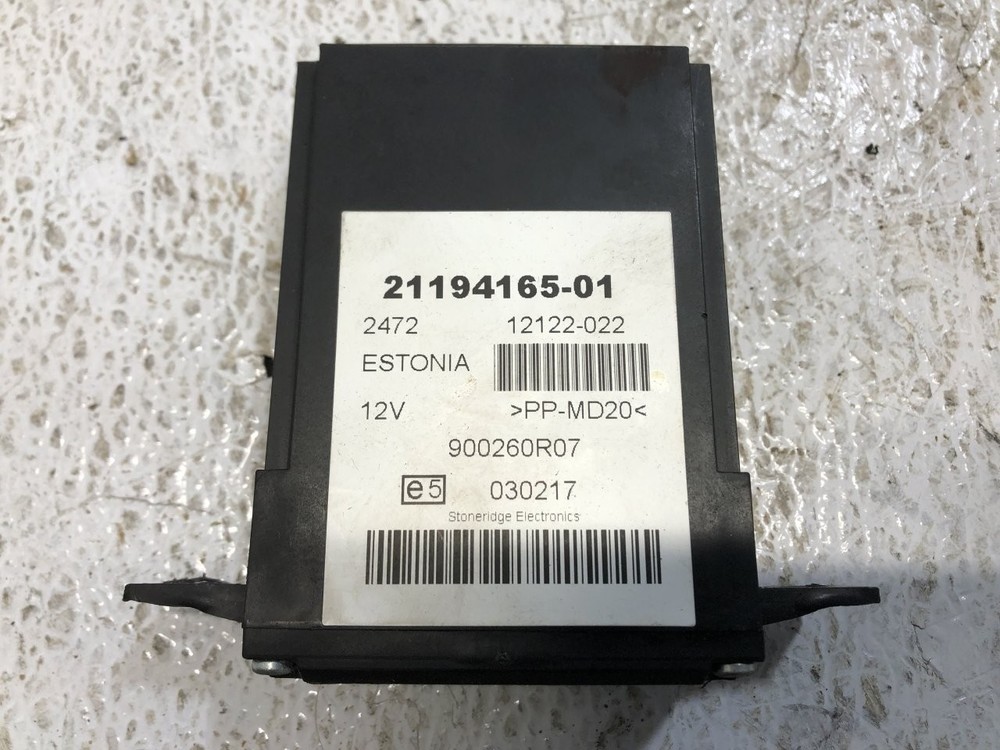 21194165-01
2472 12122-022
ESTONIA
12V >PP-MD20<
900260R07
e5 030217
Stoneridge Electronics